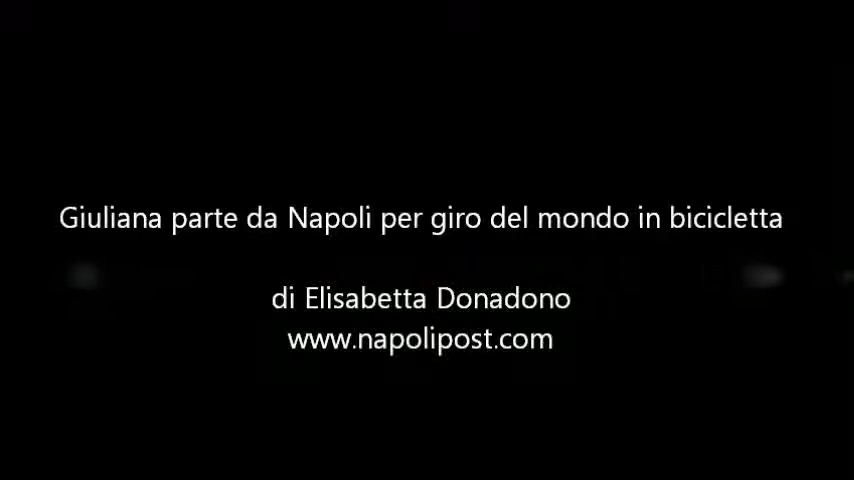 Giuliana parte da Napoli per giro del mondo in bicicletta
di Elisabetta Donadono
www.napolipost.com